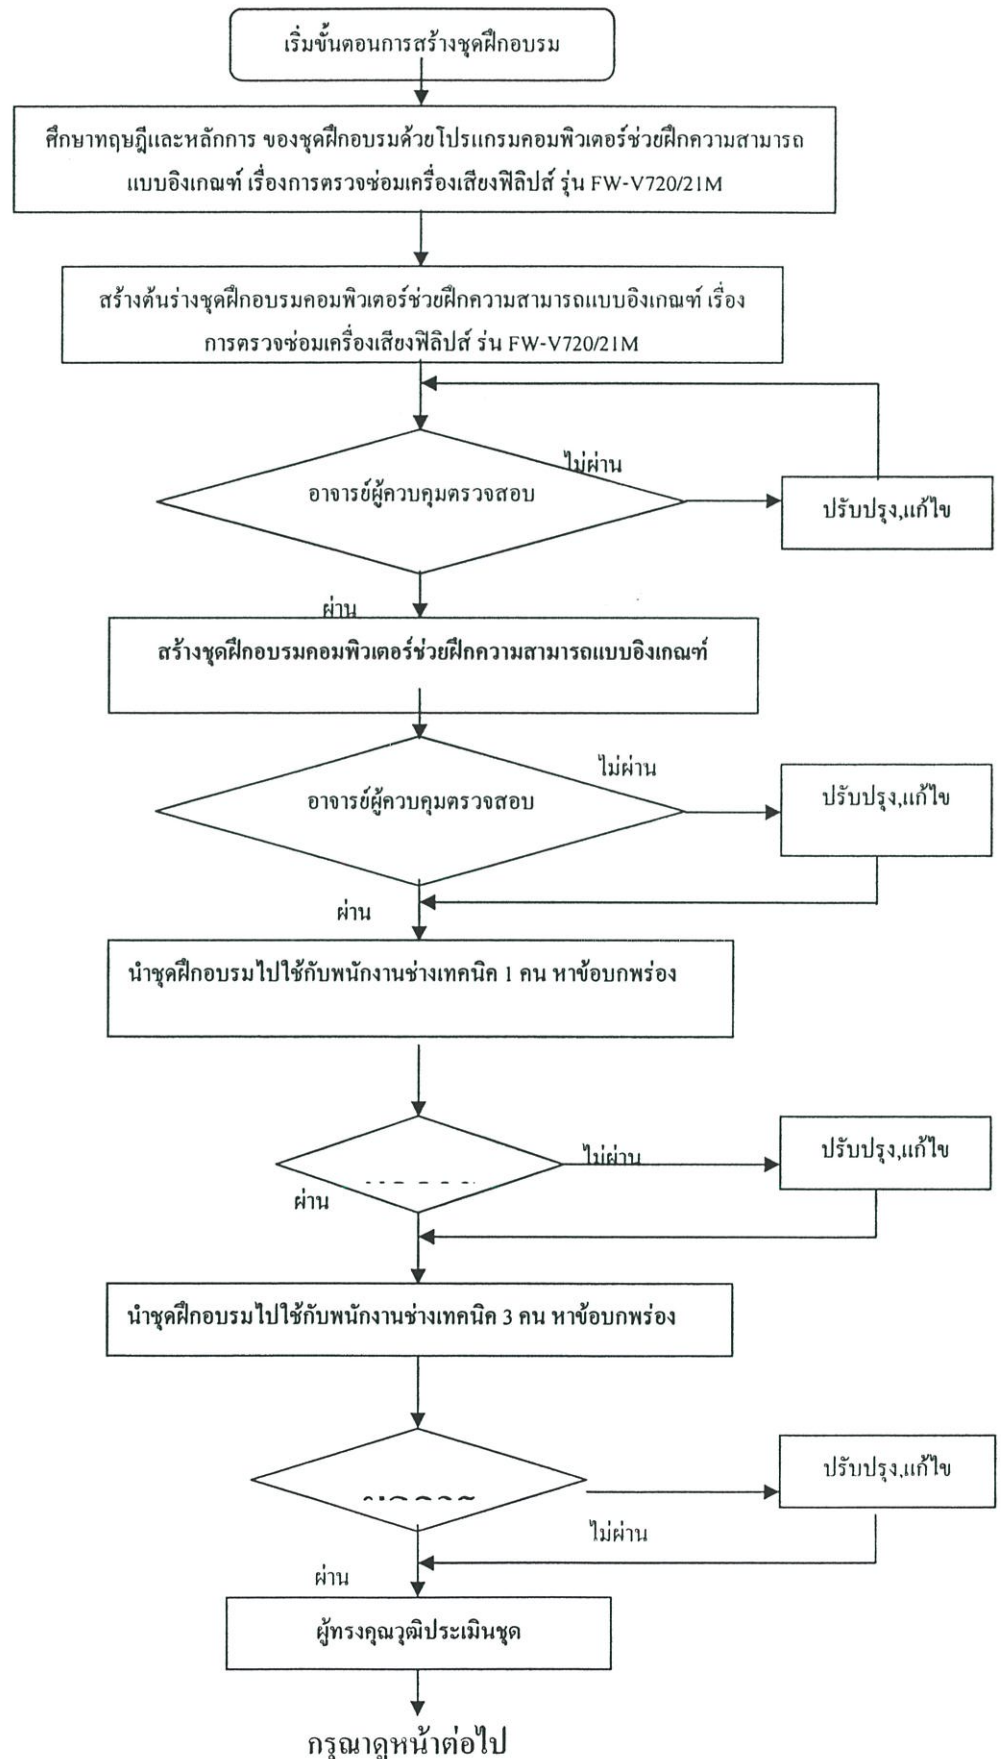 เริ่มขั้นตอนการสร้างชุดฝึกอบรม
ศึกษาทฤษฎีและหลักการ ของชุดฝึกอบรมด้วยโปรแกรมคอมพิวเตอร์ช่วยฝึกความสามารถ
แบบอิงเกณฑ์ เรื่องการตรวจซ่อมเครื่องเสียงฟิลิปส์ รุ่น FW-V720/21M
สร้างต้นร่างชุดฝึกอบรมคอมพิวเตอร์ช่วยฝึกความสามารถแบบอิงเกณฑ์ เรื่อง
การตรวจซ่อมเครื่องเสียงฟิลิปส์ ร่น FW-V720/21M
ไม่ผ่าน
อาจารย์ผู้ควบคุมตรวจสอบ
ปรับปรุง,แก้ไข
ผ่าน
สร้างชุดฝึกอบรมคอมพิวเตอร์ช่วยฝึกความสามารถแบบอิงเกณฑ์
ไม่ผ่าน
อาจารย์ผู้ควบคุมตรวจสอบ
ปรับปรุง,แก้ไข
ผ่าน
นำชุดฝึกอบรมไปใช้กับพนักงานช่างเทคนิค 1 คน หาข้อบกพร่อง
ไม่ผ่าน
ปรับปรุง,แก้ไข
ผ่าน
นำชุดฝึกอบรมไปใช้กับพนักงานช่างเทคนิค 3 คน หาข้อบกพร่อง
ปรับปรุง,แก้ไข
ไม่ผ่าน
ผ่าน
ผู้ทรงคุณวุฒิประเมินชุด
กรุณาดูหน้าต่อไป